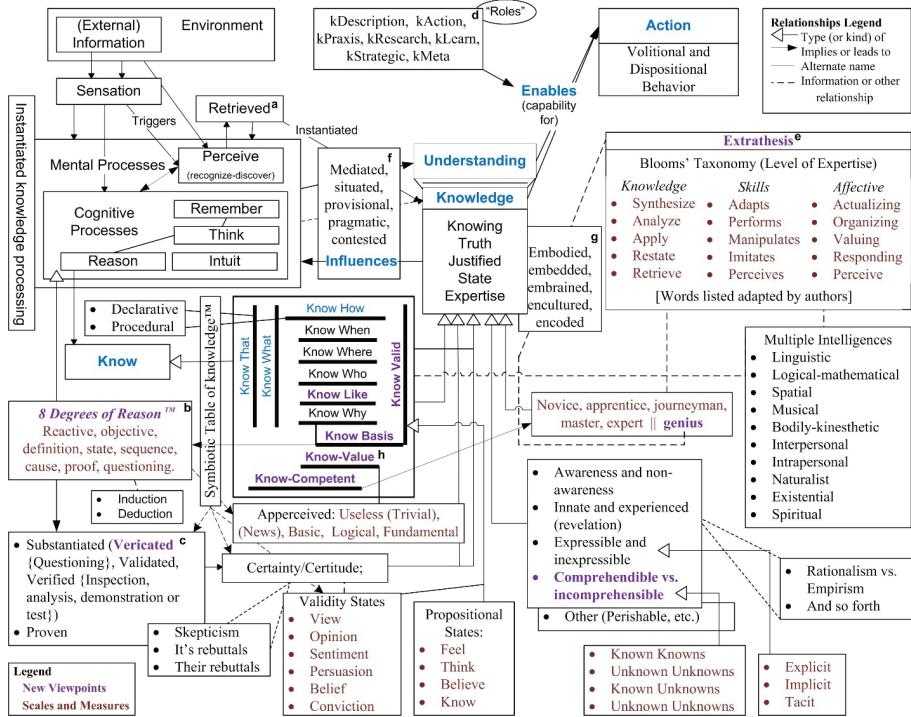 (External)
Information
Environment
Sensation
Triggers
Retrieved a
Instantiated
Instantiated knowledge processing
Mental Processes
Perceive
(recognize-discover)
Cognitive
Processes
Remember
Think
Reason
Intuit
"Roles"
kDescription, kAction, d
kPraxis, kResearch, kLearn,
kStrategic, kMeta
Enables
(capability
for)
Action
Volitional and
Dispositional
Behavior
Relationships Legend
Type (or kind) of
Implies or leads to
Alternate name
Information or other
relationship
f
Mediated,
situated,
provisional,
pragmatic,
contested
Influences
Understanding
Knowledge
Knowing
Truth
Justified
State
Expertise
g
Embodied,
embedded,
embrained,
encultured,
encoded
Extrathesis e
Blooms' Taxonomy (Level of Expertise)
Knowledge Skills Affective
• Synthesize • Adapts • Actualizing
• Analyze • Performs • Organizing
• Apply • Manipulates • Valuing
• Restate • Imitates • Responding
• Retrieve • Perceives • Perceive
[Words listed adapted by authors]
• Declarative
• Procedural
Know
Symbiotic Table of knowledge™
Know That
Know What
Know How
Know When
Know Where
Know Who
Know Like
Know Why
Know Basis
Know Valid
Know-Value h
Know-Competent
8 Degrees of Reason™ b
Reactive, objective,
definition, state, sequence,
cause, proof, questioning.
• Induction
• Deduction
Novice, apprentice, journeyman,
master, expert || genius
Multiple Intelligences
• Linguistic
• Logical-mathematical
• Spatial
• Musical
• Bodily-kinesthetic
• Interpersonal
• Intrapersonal
• Naturalist
• Existential
• Spiritual
Apperceived: Useless (Trivial),
(News), Basic, Logical, Fundamental
• Substantiated (Vericated c
{Questioning}, Validated,
Verified {Inspection,
analysis, demonstration or
test})
• Proven
Certainty/Certitude;
• Skepticism
• It's rebuttals
• Their rebuttals
Validity States
• View
• Opinion
• Sentiment
• Persuasion
• Belief
• Conviction
Propositional
States:
• Feel
• Think
• Believe
• Know
• Awareness and non-
awareness
• Innate and experienced
(revelation)
• Expressible and
inexpressible
• Comprehendible vs.
incomprehensible
• Other (Perishable, etc.)
• Rationalism vs.
Empirism
• And so forth
• Known Knowns
• Unknown Unknowns
• Known Unknowns
• Unknown Unknowns
• Explicit
• Implicit
• Tacit
Legend
New Viewpoints
Scales and Measures